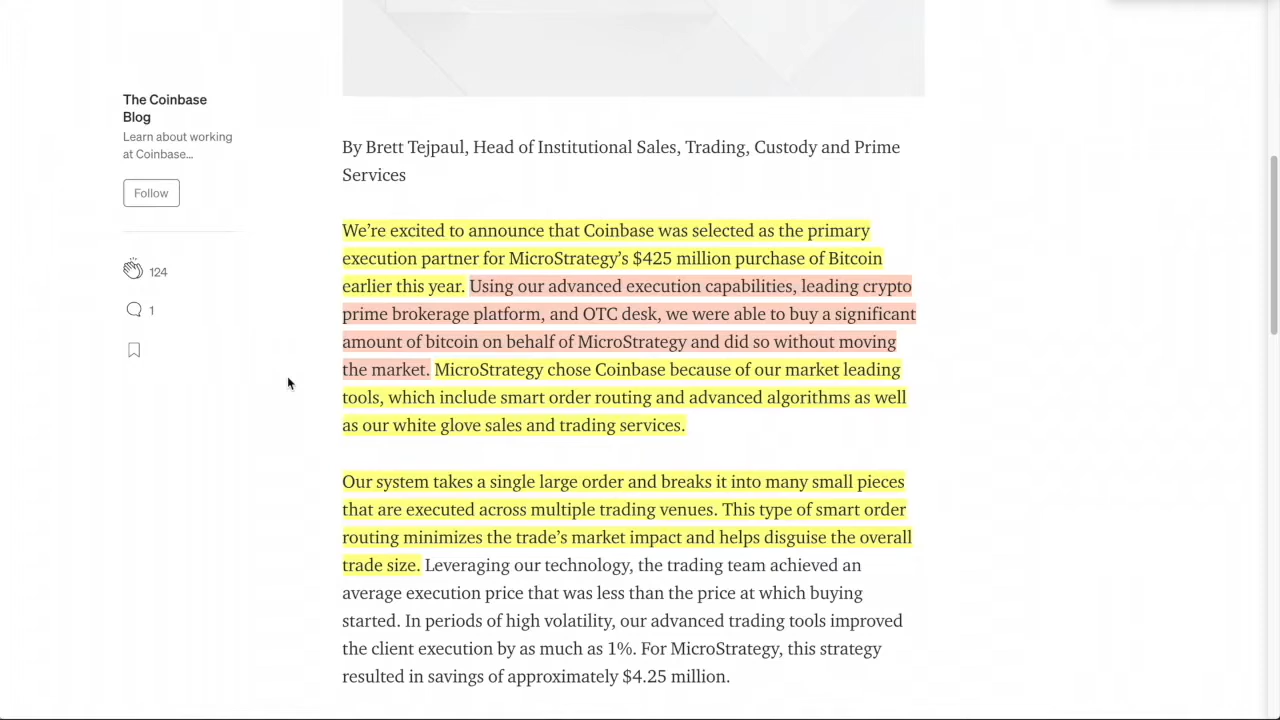 The Coinbase
Blog
Learn about working
at Coinbase...
Follow
124
1
By Brett Tejpaul, Head of Institutional Sales, Trading, Custody and Prime
Services
We’re excited to announce that Coinbase was selected as the primary
execution partner for MicroStrategy’s $425 million purchase of Bitcoin
earlier this year. Using our advanced execution capabilities, leading crypto
prime brokerage platform, and OTC desk, we were able to buy a significant
amount of bitcoin on behalf of MicroStrategy and did so without moving
the market. MicroStrategy chose Coinbase because of our market leading
tools, which include smart order routing and advanced algorithms as well
as our white glove sales and trading services.
Our system takes a single large order and breaks it into many small pieces
that are executed across multiple trading venues. This type of smart order
routing minimizes the trade’s market impact and helps disguise the overall
trade size. Leveraging our technology, the trading team achieved an
average execution price that was less than the price at which buying
started. In periods of high volatility, our advanced trading tools improved
the client execution by as much as 1%. For MicroStrategy, this strategy
resulted in savings of approximately $4.25 million.